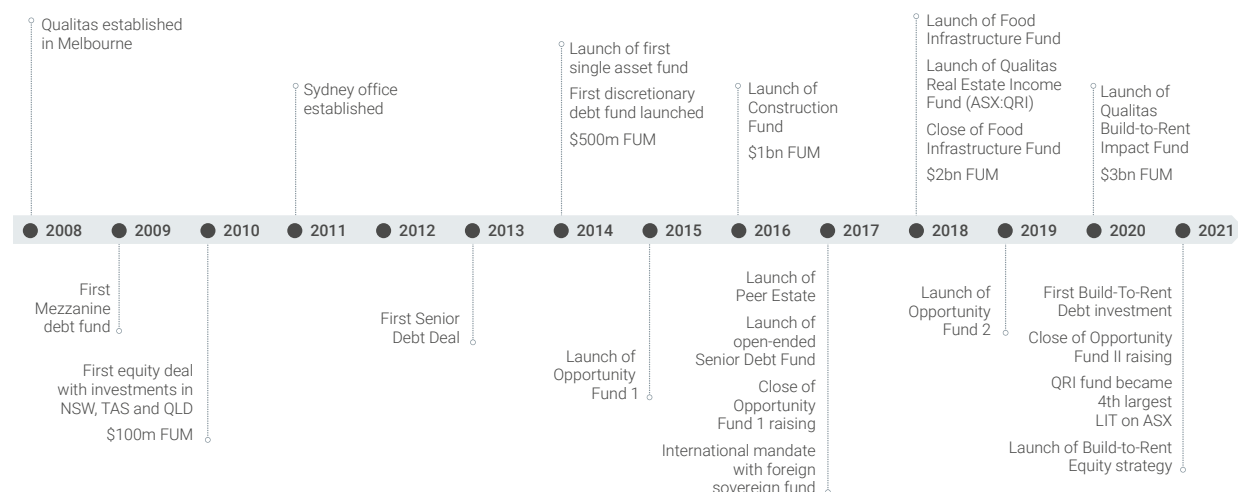 Qualitas established
in Melbourne
Sydney office
established
Launch of first
single asset fund
First discretionary
debt fund launched
$500m FUM
Launch of
Construction
Fund
$1bn FUM
Launch of Food
Infrastructure Fund
Launch of Qualitas
Real Estate Income
Fund (ASX:QRI)
Close of Food
Infrastructure Fund
$2bn FUM
Launch of
Qualitas
Build-to-Rent
Impact Fund
$3bn FUM
2008 2009 2010 2011 2012 2013 2014 2015 2016 2017 2018 2019 2020 2021
First
Mezzanine
debt fund
First equity deal
with investments in
NSW, TAS and QLD
$100m FUM
First Senior
Debt Deal
Launch of
Opportunity
Fund 1
Launch of
Peer Estate
Launch of
open-ended
Senior Debt Fund
Close of
Opportunity
Fund 1 raising
International mandate
with foreign
sovereign fund
Launch of
Opportunity
Fund 2
First Build-To-Rent
Debt investment
Close of Opportunity
Fund II raising
QRI fund became
4th largest
LIT on ASX
Launch of Build-to-Rent
Equity strategy